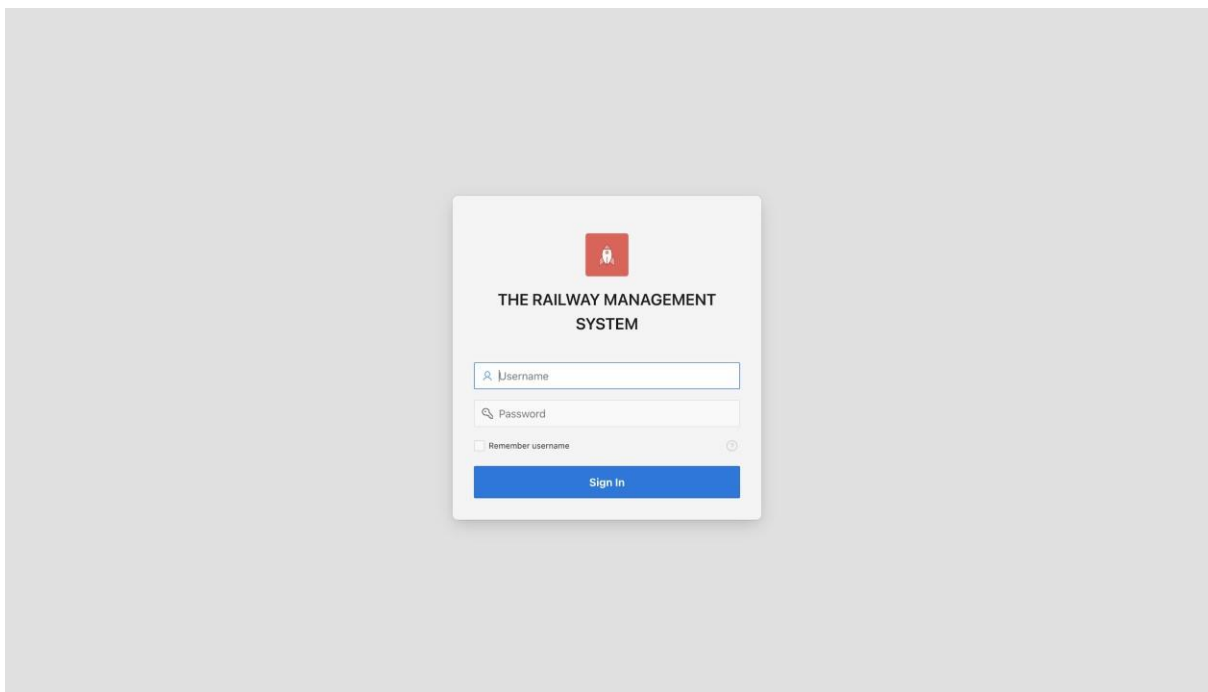 THE RAILWAY MANAGEMENT
SYSTEM
Username
Password
Remember username
?
Sign In